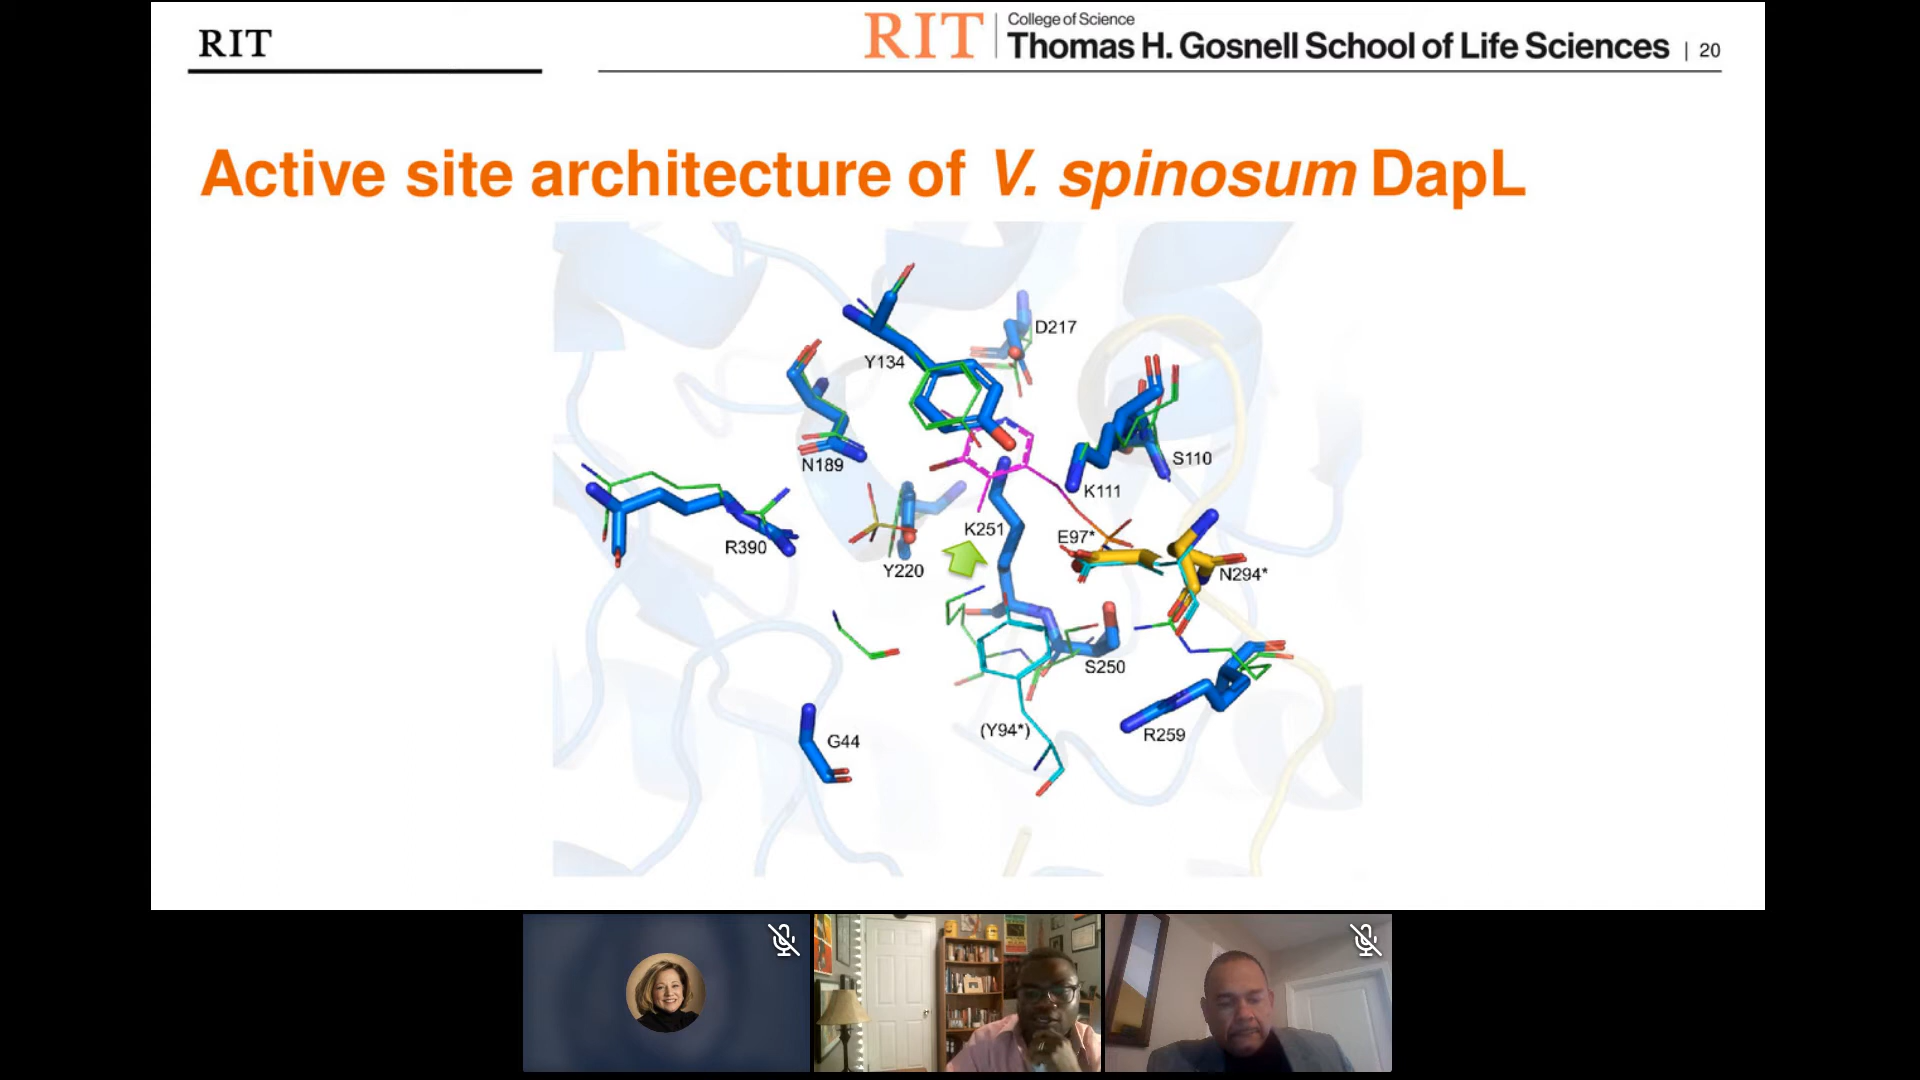 RIT
RIT
College of Science
Thomas H. Gosnell School of Life Sciences | 20
Active site architecture of V. spinosum DapL
D217
Y134
N189
S110
K111
K251
E97*
R390
Y220
N294*
S250
(Y94*)
R259
G44